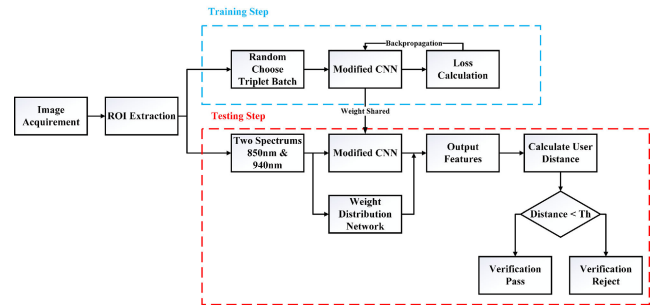 Training Step
Backpropagation
Random
Choose
Triplet Batch
Modified CNN
Loss
Calculation
Image
Acquirement
ROI Extraction
Weight Shared
Testing Step
Two Spectrums
850nm &
940nm
Modified CNN
Output
Features
Calculate User
Distance
Weight
Distribution
Network
Distance < Th
Verification
Pass
Verification
Reject